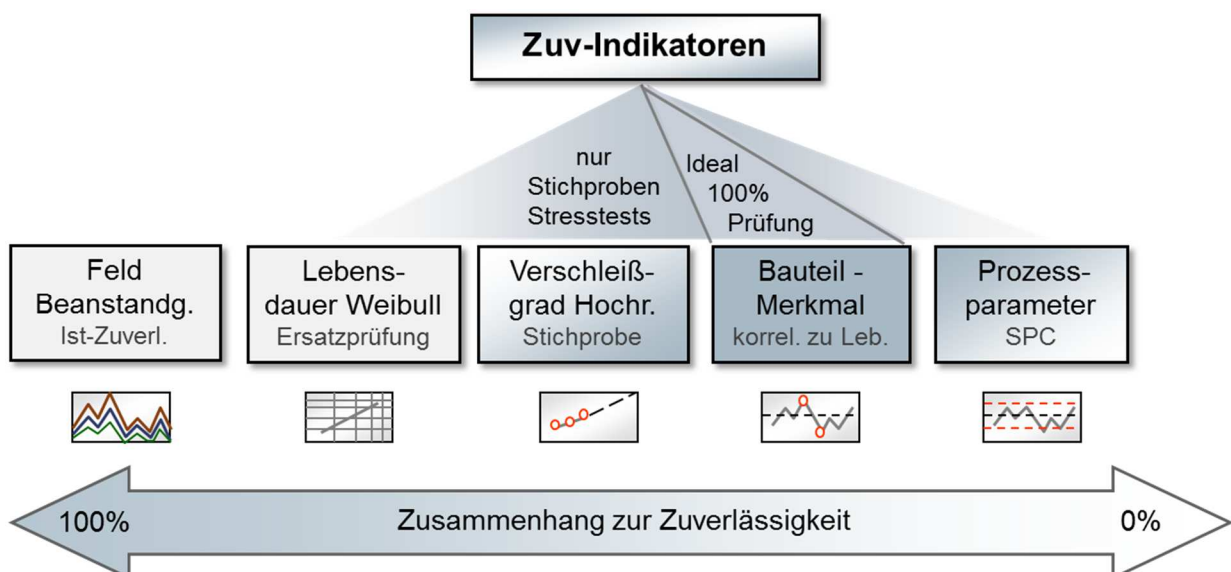 Zuv-Indikatoren
nur
Stichproben
Stresstests
Ideal
100%
Prüfung
Feld
Beanstandg.
Ist-Zuverl.
Lebens-
dauer Weibull
Ersatzprüfung
Verschleiß-
grad Hochr.
Stichprobe
Bauteil -
Merkmal
korrel. zu Leb.
Prozess-
parameter
SPC
100%
Zusammenhang zur Zuverlässigkeit
0%